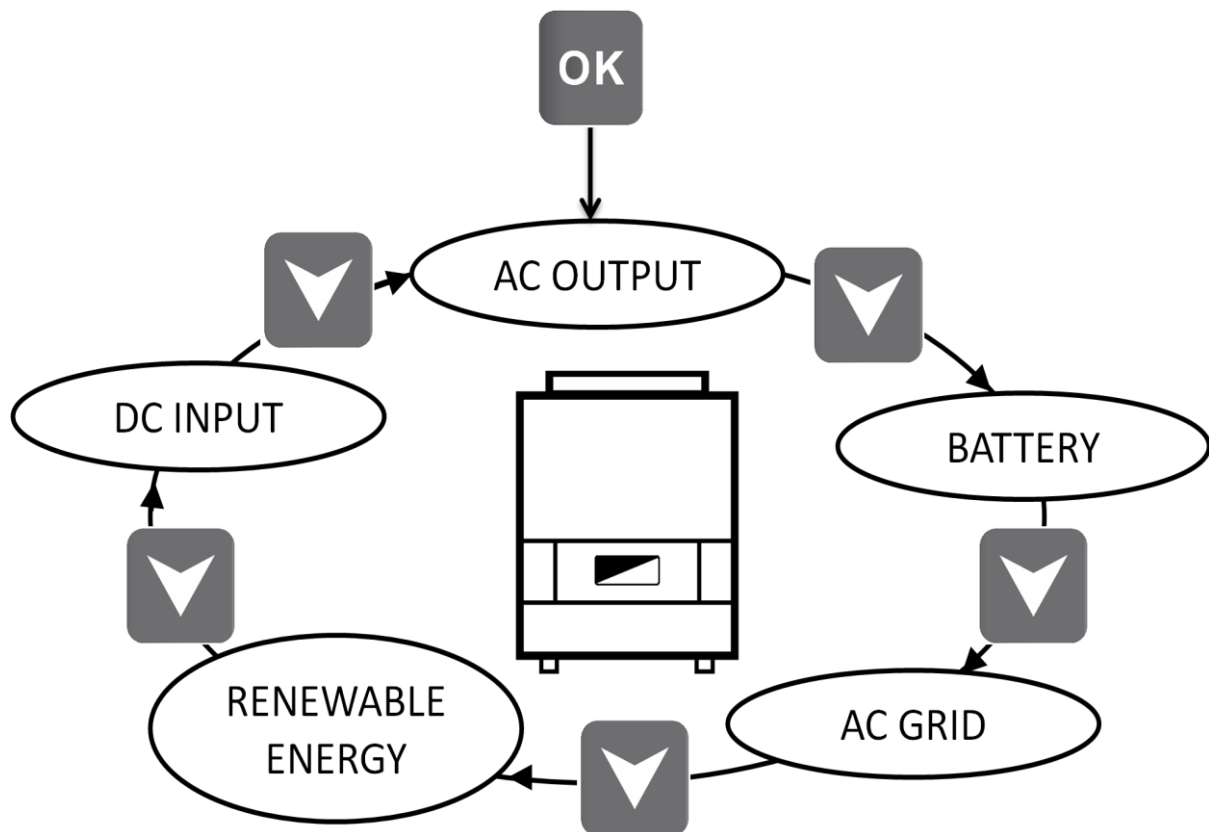 OK
AC OUTPUT
BATTERY
AC GRID
RENEWABLE
ENERGY
DC INPUT